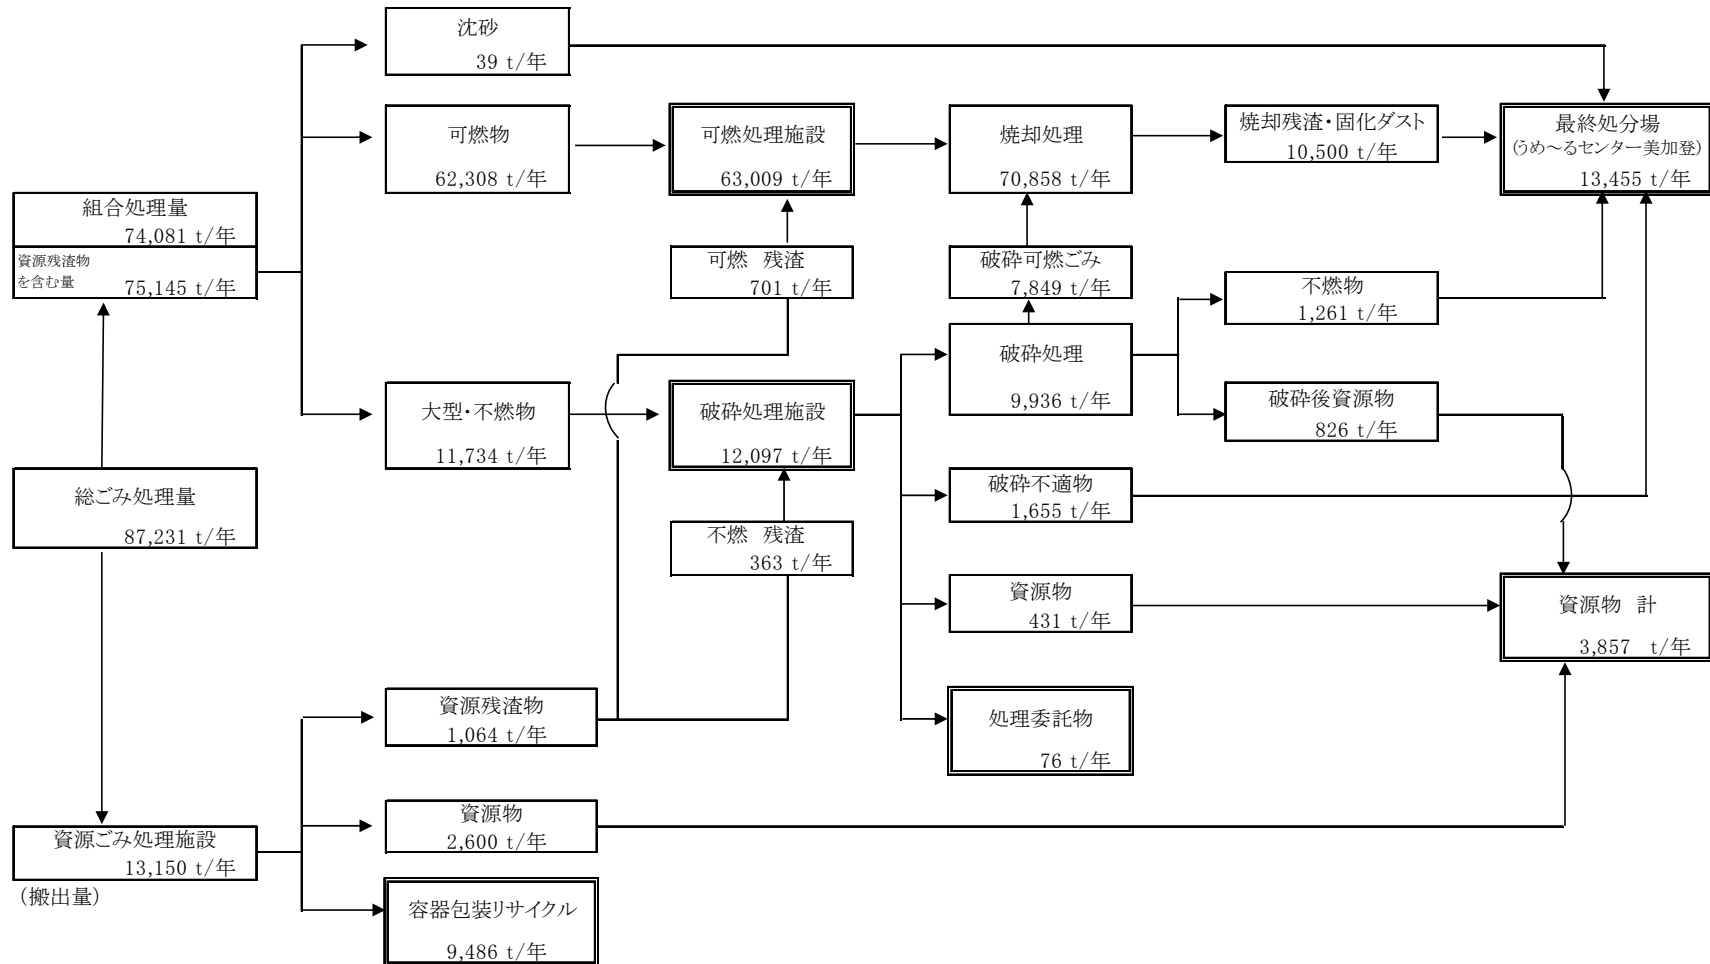 沈砂
39 t/年
可燃物
62,308 t/年
可燃処理施設
63,009 t/年
焼却処理
70,858 t/年
焼却残渣・固化ダスト
10,500 t/年
最終処分場
(うめ～るセンター美加登)
13,455 t/年
組合処理量
74,081 t/年
資源残渣物
を含む量
75,145 t/年
可燃 残渣
701 t/年
破砕可燃ごみ
7,849 t/年
不燃物
1,261 t/年
大型・不燃物
11,734 t/年
破砕処理施設
12,097 t/年
破砕処理
9,936 t/年
破砕後資源物
826 t/年
総ごみ処理量
87,231 t/年
不燃 残渣
363 t/年
破砕不適物
1,655 t/年
資源物
431 t/年
資源物 計
3,857 t/年
資源残渣物
1,064 t/年
処理委託物
76 t/年
資源ごみ処理施設
13,150 t/年
(搬出量)
資源物
2,600 t/年
容器包装リサイクル
9,486 t/年